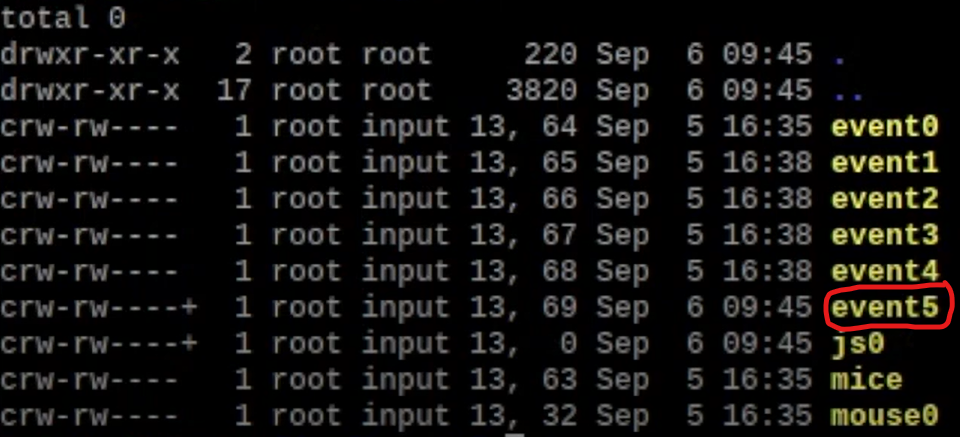 total 0
drwxr-xr-x  2 root root     220 Sep  6 09:45 .
drwxr-xr-x 17 root root    3820 Sep  6 09:45 ..
crw-rw----  1 root input 13, 64 Sep  5 16:35 event0
crw-rw----  1 root input 13, 65 Sep  5 16:38 event1
crw-rw----  1 root input 13, 66 Sep  5 16:38 event2
crw-rw----  1 root input 13, 67 Sep  5 16:38 event3
crw-rw----  1 root input 13, 68 Sep  5 16:38 event4
crw-rw----+ 1 root input 13, 69 Sep  6 09:45 event5
crw-rw----+ 1 root input 13,  0 Sep  6 09:45 js0
crw-rw----  1 root input 13, 63 Sep  5 16:35 mice
crw-rw----  1 root input 13, 32 Sep  5 16:35 mouse0